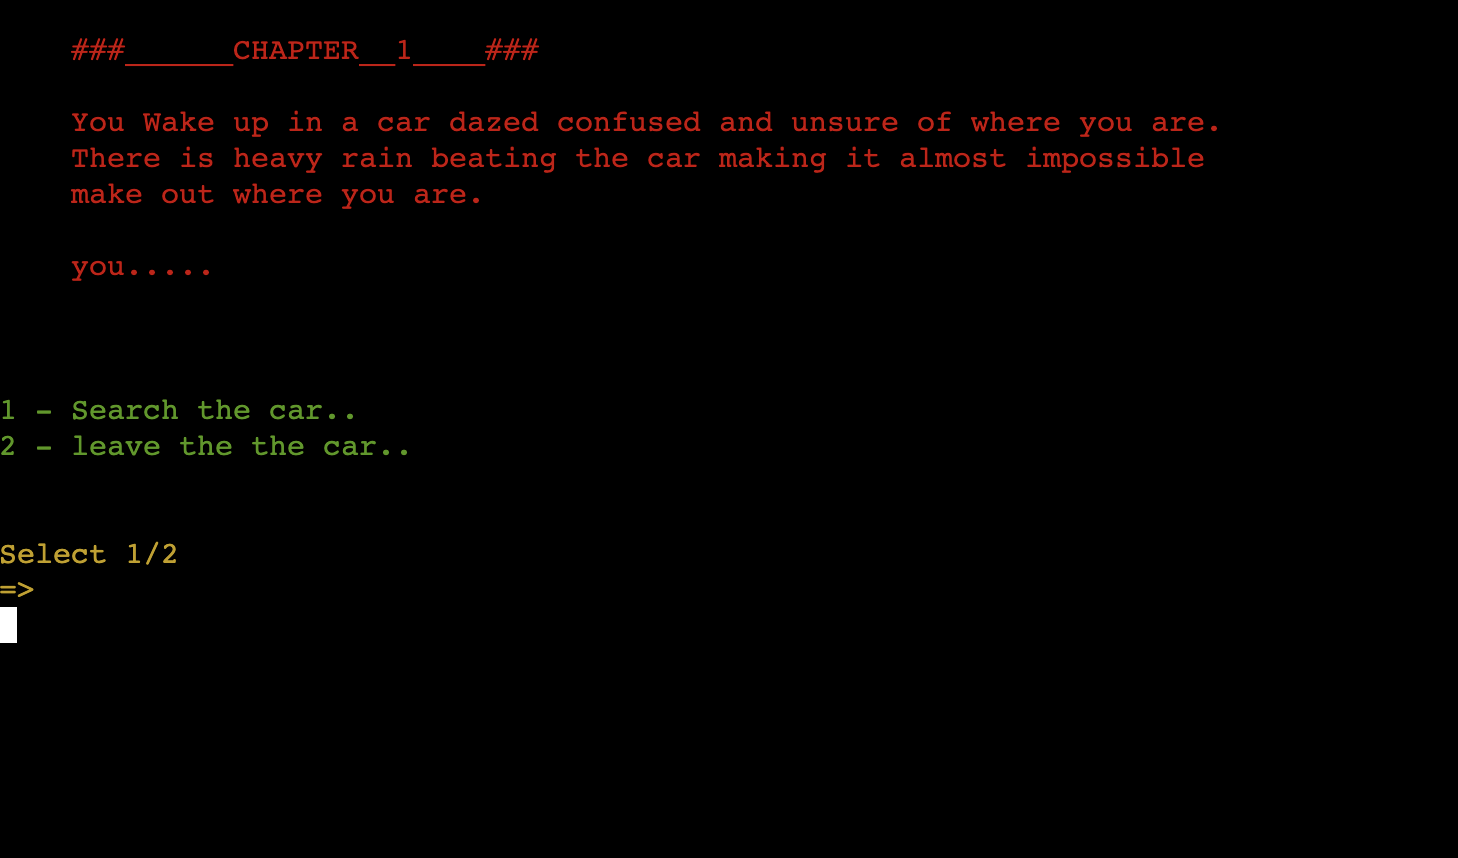 ###______CHAPTER__1____###
You Wake up in a car dazed confused and unsure of where you are.
There is heavy rain beating the car making it almost impossible
make out where you are.
you.....
1 - Search the car..
2 - leave the the car..
Select 1/2
=>